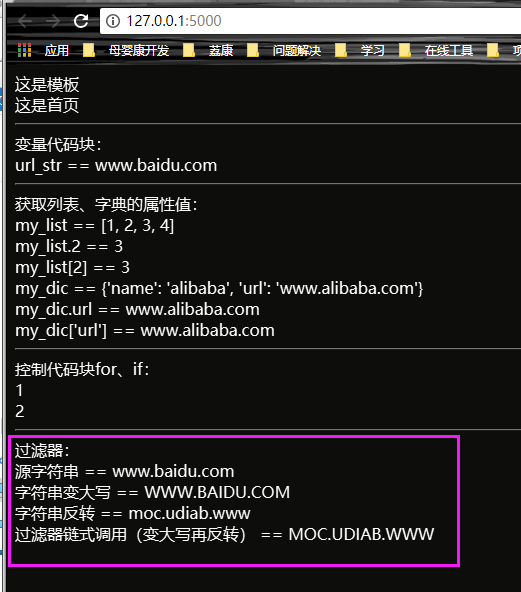 127.0.0.1:5000
应用 母婴康开发 荔康 问题解决 学习 在线工具
这是模板
这是首页
变量代码块：
url_str == www.baidu.com
获取列表、字典的属性值：
my_list == [1, 2, 3, 4]
my_list.2 == 3
my_list[2] == 3
my_dic == {'name': 'alibaba', 'url': 'www.alibaba.com'}
my_dic.url == www.alibaba.com
my_dic['url'] == www.alibaba.com
控制代码块for、if：
1
2
过滤器：
源字符串 == www.baidu.com
字符串变大写 == WWW.BAIDU.COM
字符串反转 == moc.udiab.www
过滤器链式调用（变大写再反转） == MOC.UDIAB.WWW